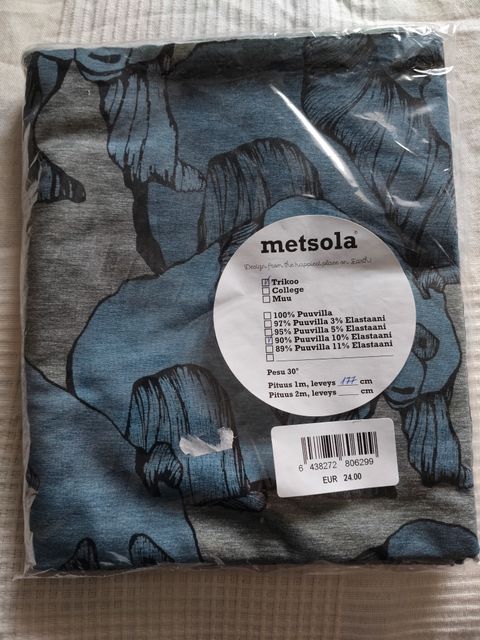 metsola®
Design from the happiest place on Earth!
Trikoo
College
Muu
100% Puuvilla
97% Puuvilla 3% Elastaani
95% Puuvilla 5% Elastaani
90% Puuvilla 10% Elastaani
89% Puuvilla 11% Elastaani
Pesu 30°
Pituus 1m, leveys 177 cm
Pituus 2m, leveys ____ cm
6 438272 806299
EUR 24.00